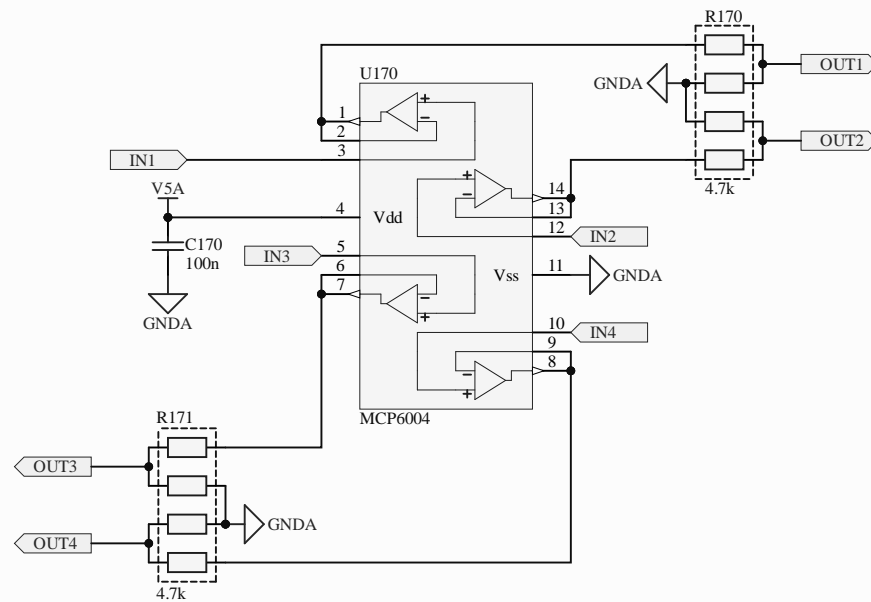 R170
OUT1
GNDA
OUT2
4.7k
U170
1
2
3
IN1
14
13
12
IN2
V5A
4
Vdd
C170
100n
GNDA
IN3
5
6
7
Vss
11
GNDA
10
IN4
9
8
MCP6004
R171
OUT3
GNDA
OUT4
4.7k